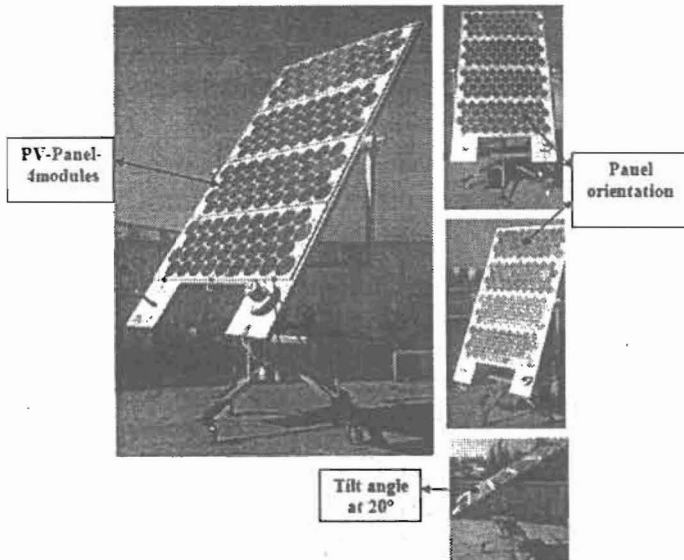 PV-Panel-
4modules
Panel
orientation
Tilt angle
at 20°